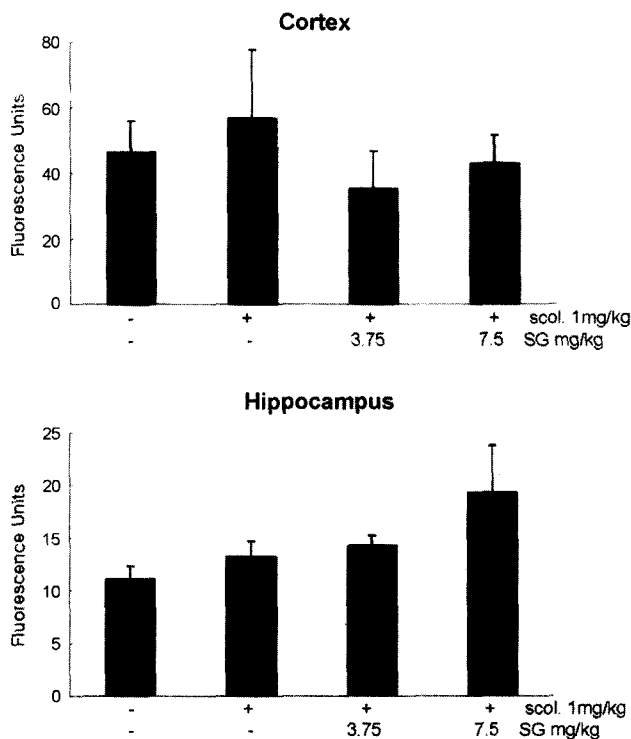 Cortex
Fluorescence Units
80
60
40
20
0
- + + + scol. 1mg/kg
- - 3.75 7.5 SG mg/kg
Hippocampus
Fluorescence Units
25
20
15
10
5
0
- + + + scol. 1mg/kg
- - 3.75 7.5 SG mg/kg